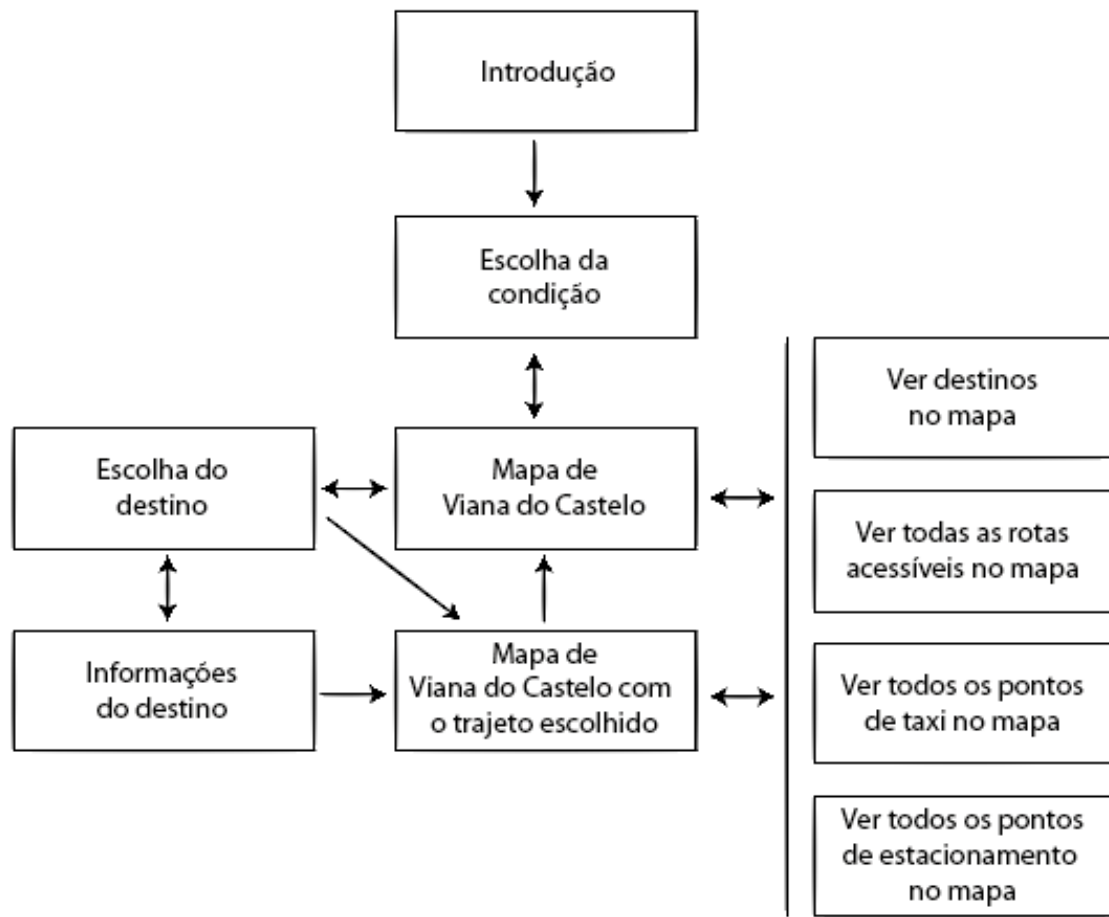 Introdução
Escolha da
condição
Ver destinos
no mapa
Escolha do
destino
Mapa de
Viana do Castelo
Ver todas as rotas
acessíveis no mapa
Informações
do destino
Mapa de
Viana do Castelo com
o trajeto escolhido
Ver todos os pontos
de taxi no mapa
Ver todos os pontos
de estacionamento
no mapa